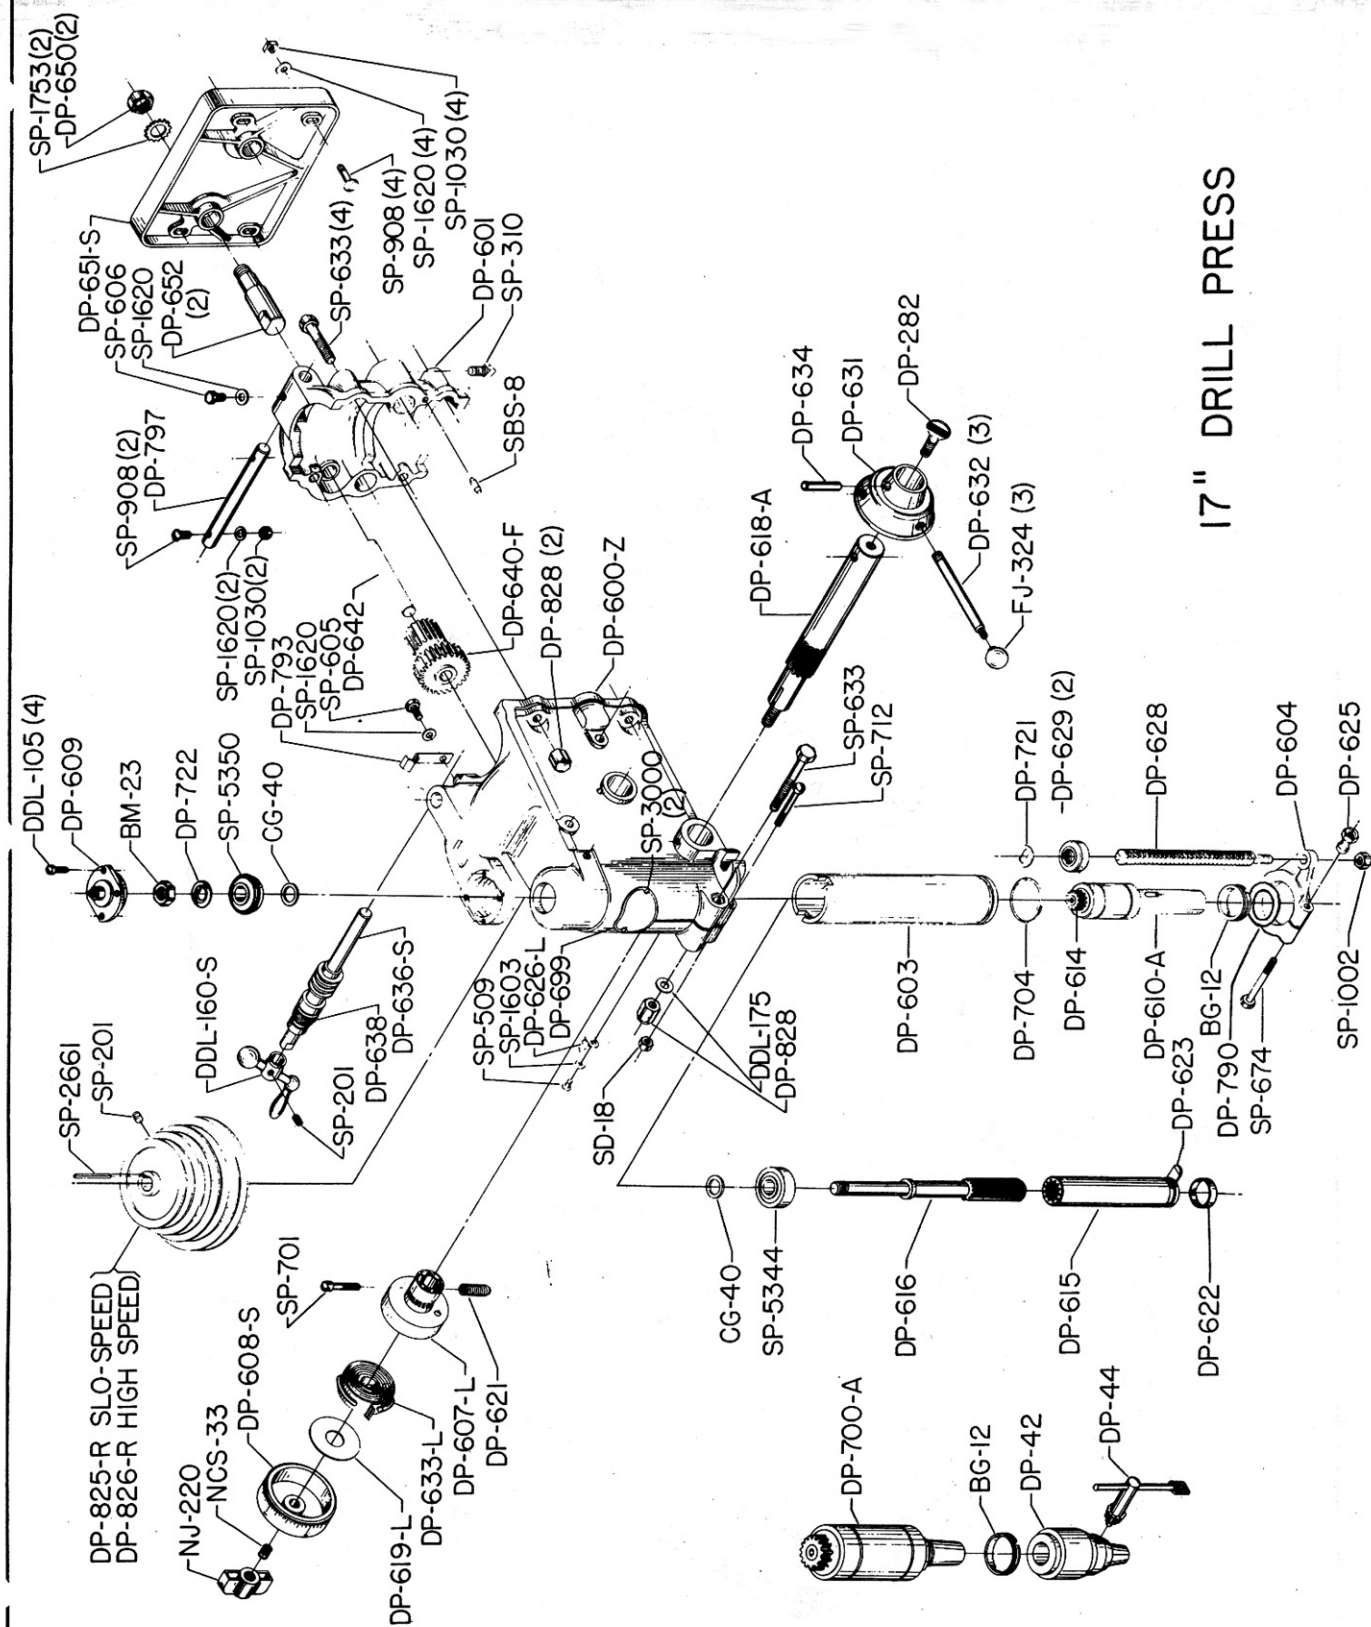 SP-1753(2)
DP-650(2)
DP-651-S
SP-606
SP-1620
DP-652
(2)
SP-908(2)
DP-797
SP-633(4)
SP-908(4)
SP-1620(4)
SP-1030(4)
DP-601
SP-310
SBS-8
SP-1620(2)
SP-1030(2)
DP-793
SP-1620
SP-605
DP-642
DP-640-F
DP-828(2)
DP-600-Z
DDL-105(4)
DP-609
BM-23
DP-722
SP-5350
CG-40
DP-634
DP-631
DP-282
DP-618-A
DP-632(3)
FJ-324(3)
17" DRILL PRESS
SP-633
SP-712
SP-3000
(2)
DDL-160-S
DP-638
DP-636-S
SP-201
SP-2661
SP-201
SP-509
SP-1603
DP-626-L
DP-699
SD-18
DDL-175
DP-828
DP-721
DP-629(2)
DP-628
DP-604
DP-625
DP-603
DP-704
DP-614
DP-610-A
BG-12
DP-790
SP-674
SP-1002
DP-825-R SLO-SPEED
DP-826-R HIGH SPEED
NJ-220
NCS-33
DP-608-S
SP-701
DP-619-L
DP-633-L
DP-607-L
DP-621
CG-40
SP-5344
DP-616
DP-615
DP-623
DP-622
DP-700-A
BG-12
DP-42
DP-44